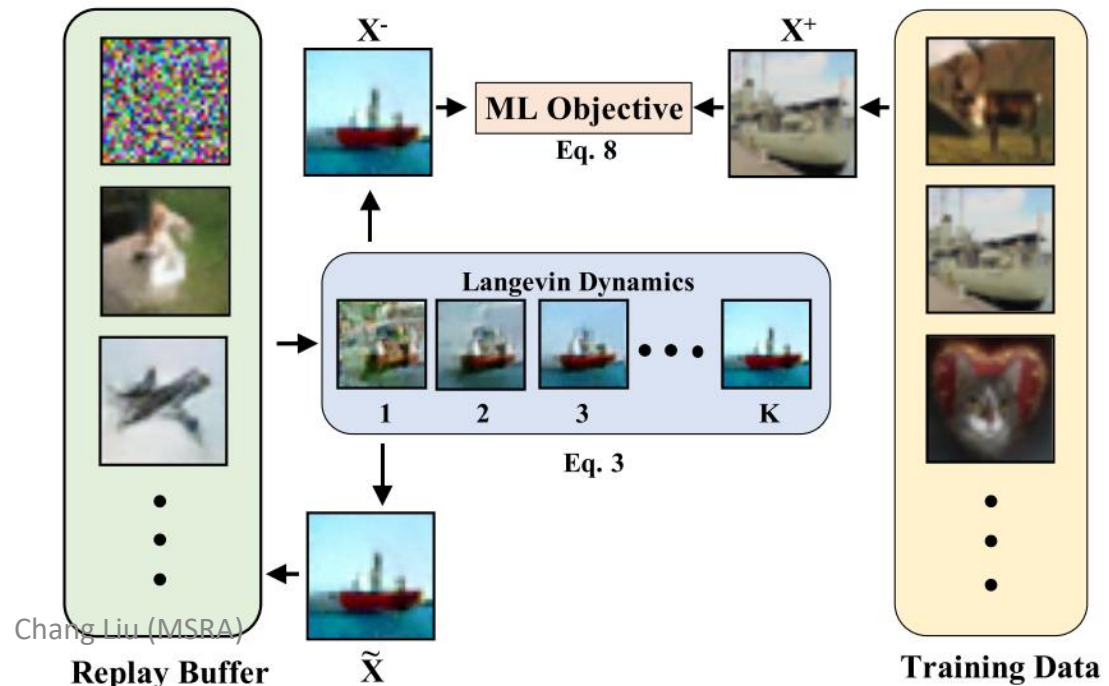 X⁻
X⁺
ML Objective
Eq. 8
Langevin Dynamics
1 2 3 K
Eq. 3
Chang Liu (MSRA)
Replay Buffer
X̃
Training Data